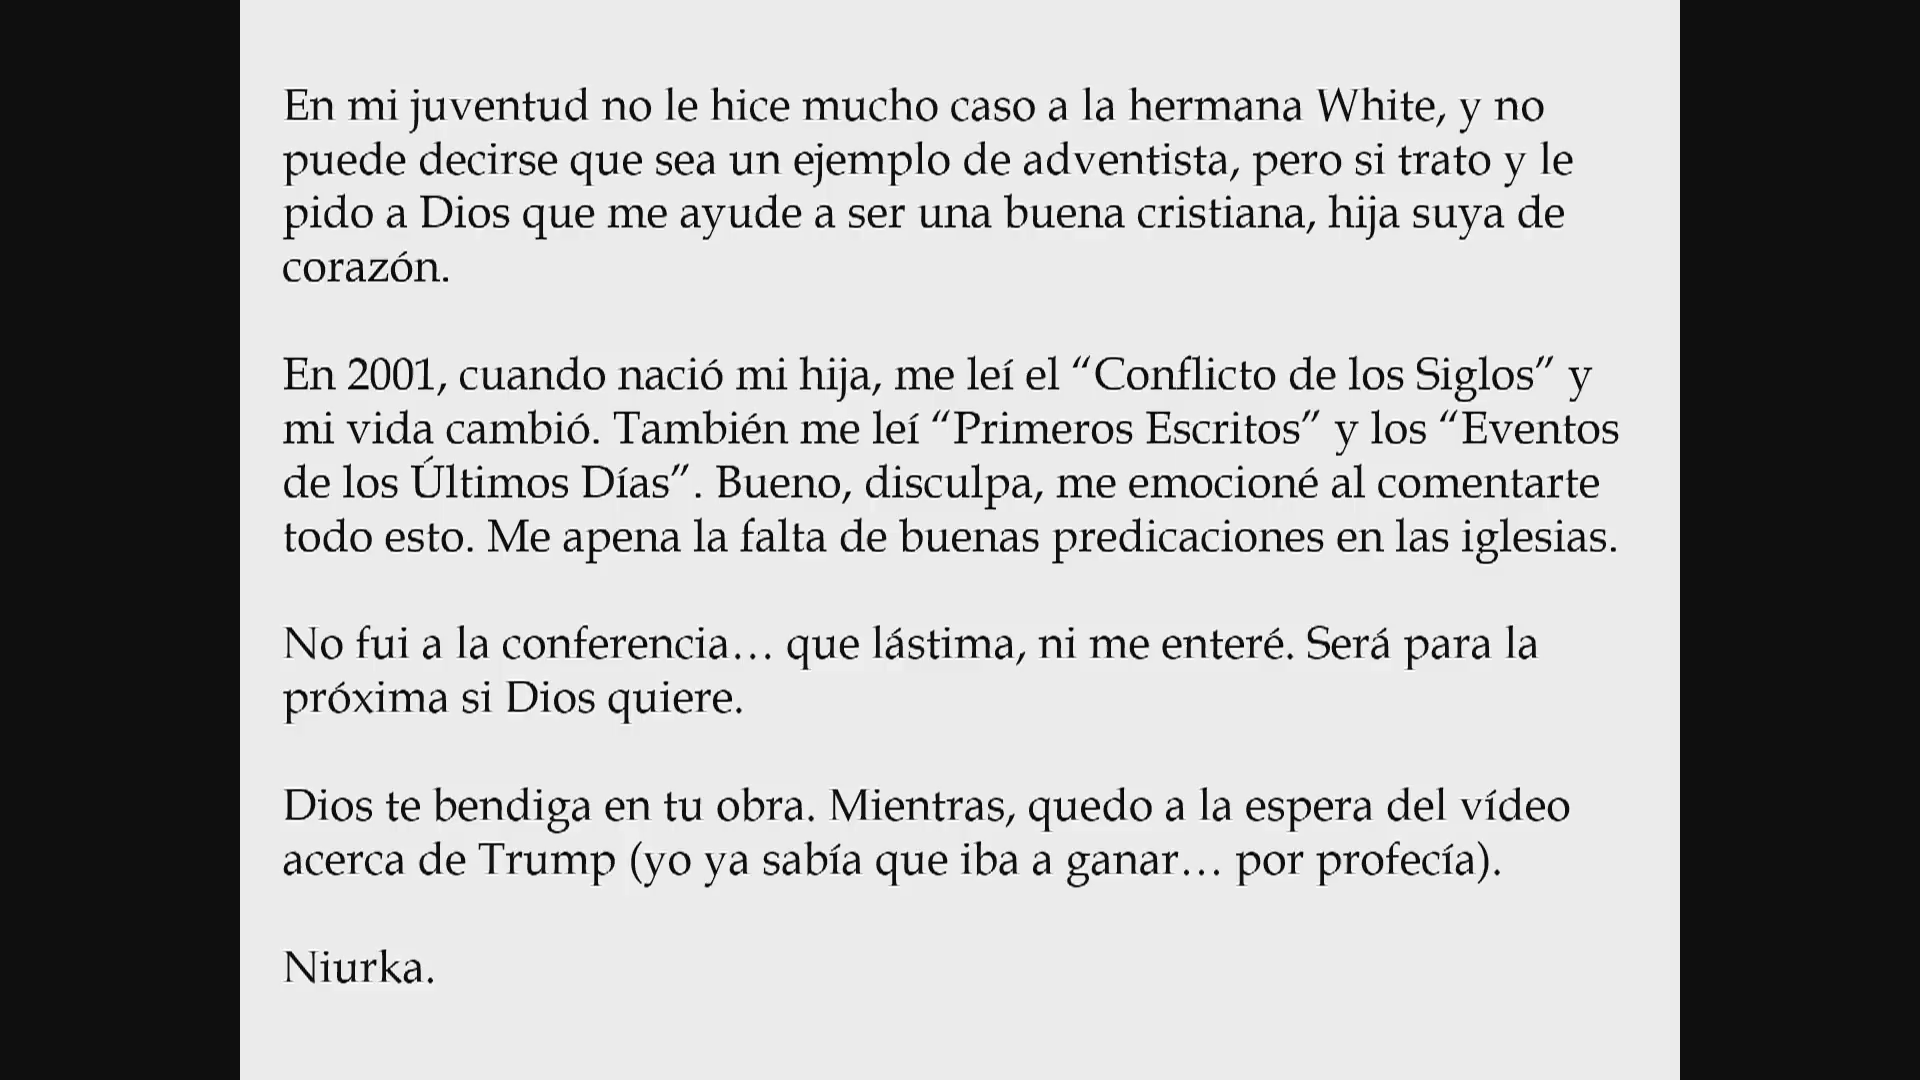 En mi juventud no le hice mucho caso a la hermana White, y no
puede decirse que sea un ejemplo de adventista, pero si trato y le
pido a Dios que me ayude a ser una buena cristiana, hija suya de
corazón.
En 2001, cuando nació mi hija, me leí el “Conflicto de los Siglos” y
mi vida cambió. También me leí “Primeros Escritos” y los “Eventos
de los Últimos Días”. Bueno, disculpa, me emocioné al comentarte
todo esto. Me apena la falta de buenas predicaciones en las iglesias.
No fui a la conferencia… que lástima, ni me enteré. Será para la
próxima si Dios quiere.
Dios te bendiga en tu obra. Mientras, quedo a la espera del vídeo
acerca de Trump (yo ya sabía que iba a ganar… por profecía).
Niurka.